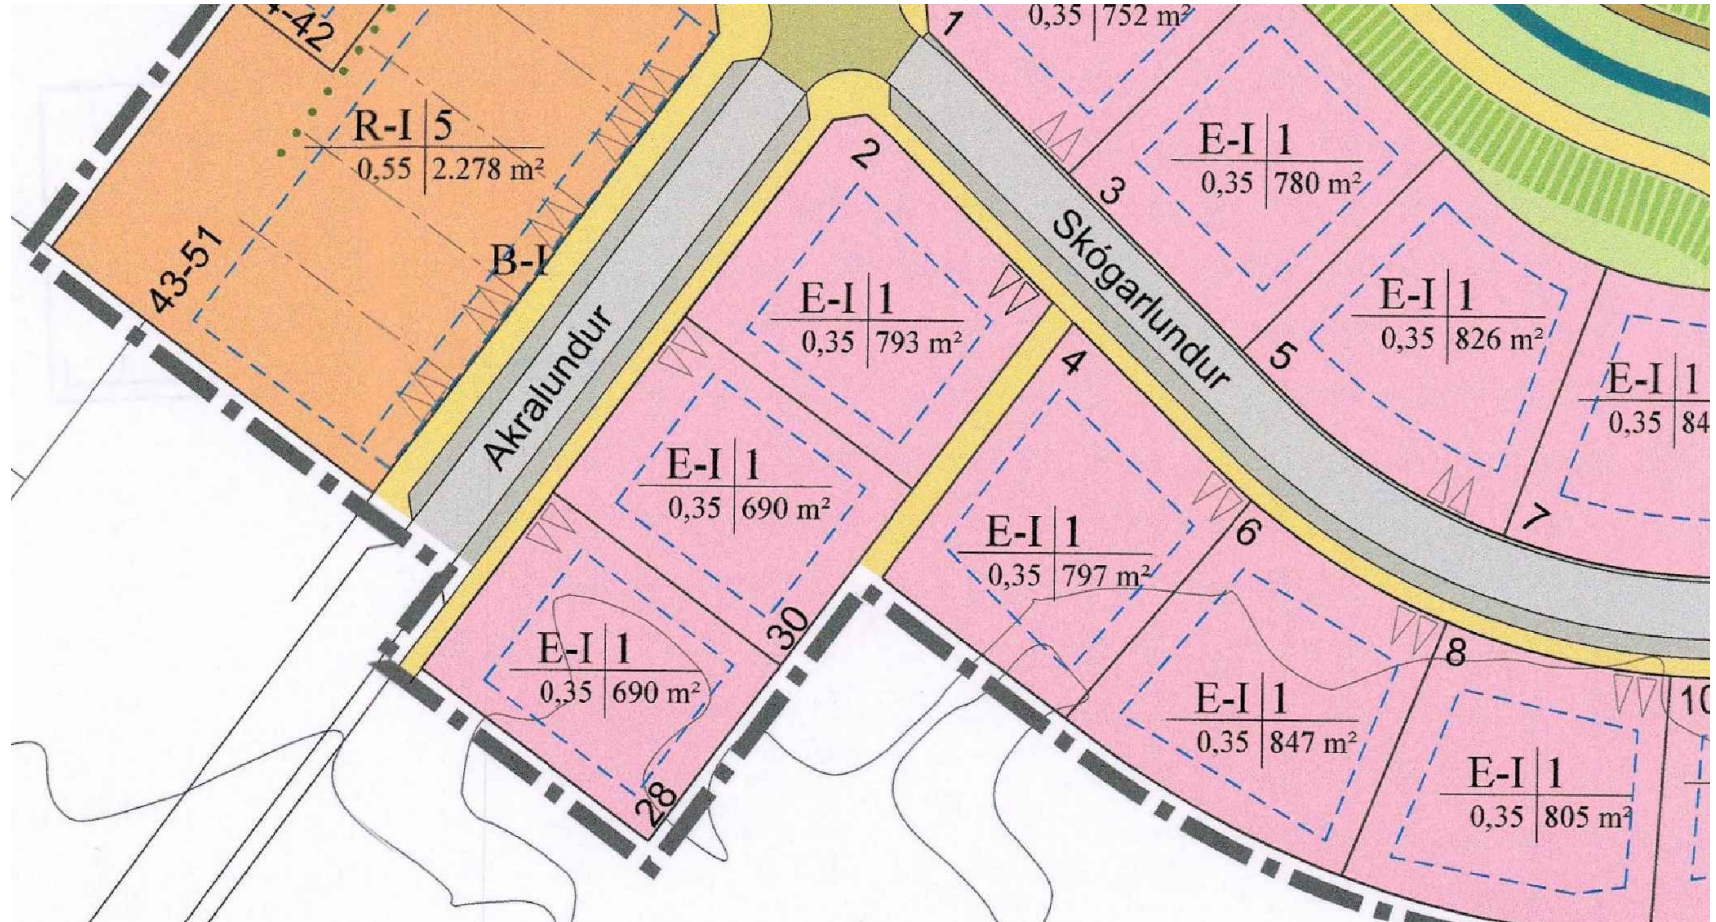 1
0,35 752 m²
R-I 5
0,55 2.278 m²
43-51
B-I
Akralundur
2
E-I 1
0,35 793 m²
E-I 1
0,35 690 m²
30
E-I 1
0,35 690 m²
28
Skógarlundur
3
E-I 1
0,35 780 m²
5
E-I 1
0,35 826 m²
7
E-I 1
0,35 84
4
E-I 1
0,35 797 m²
6
E-I 1
0,35 847 m²
8
E-I 1
0,35 805 m²
10